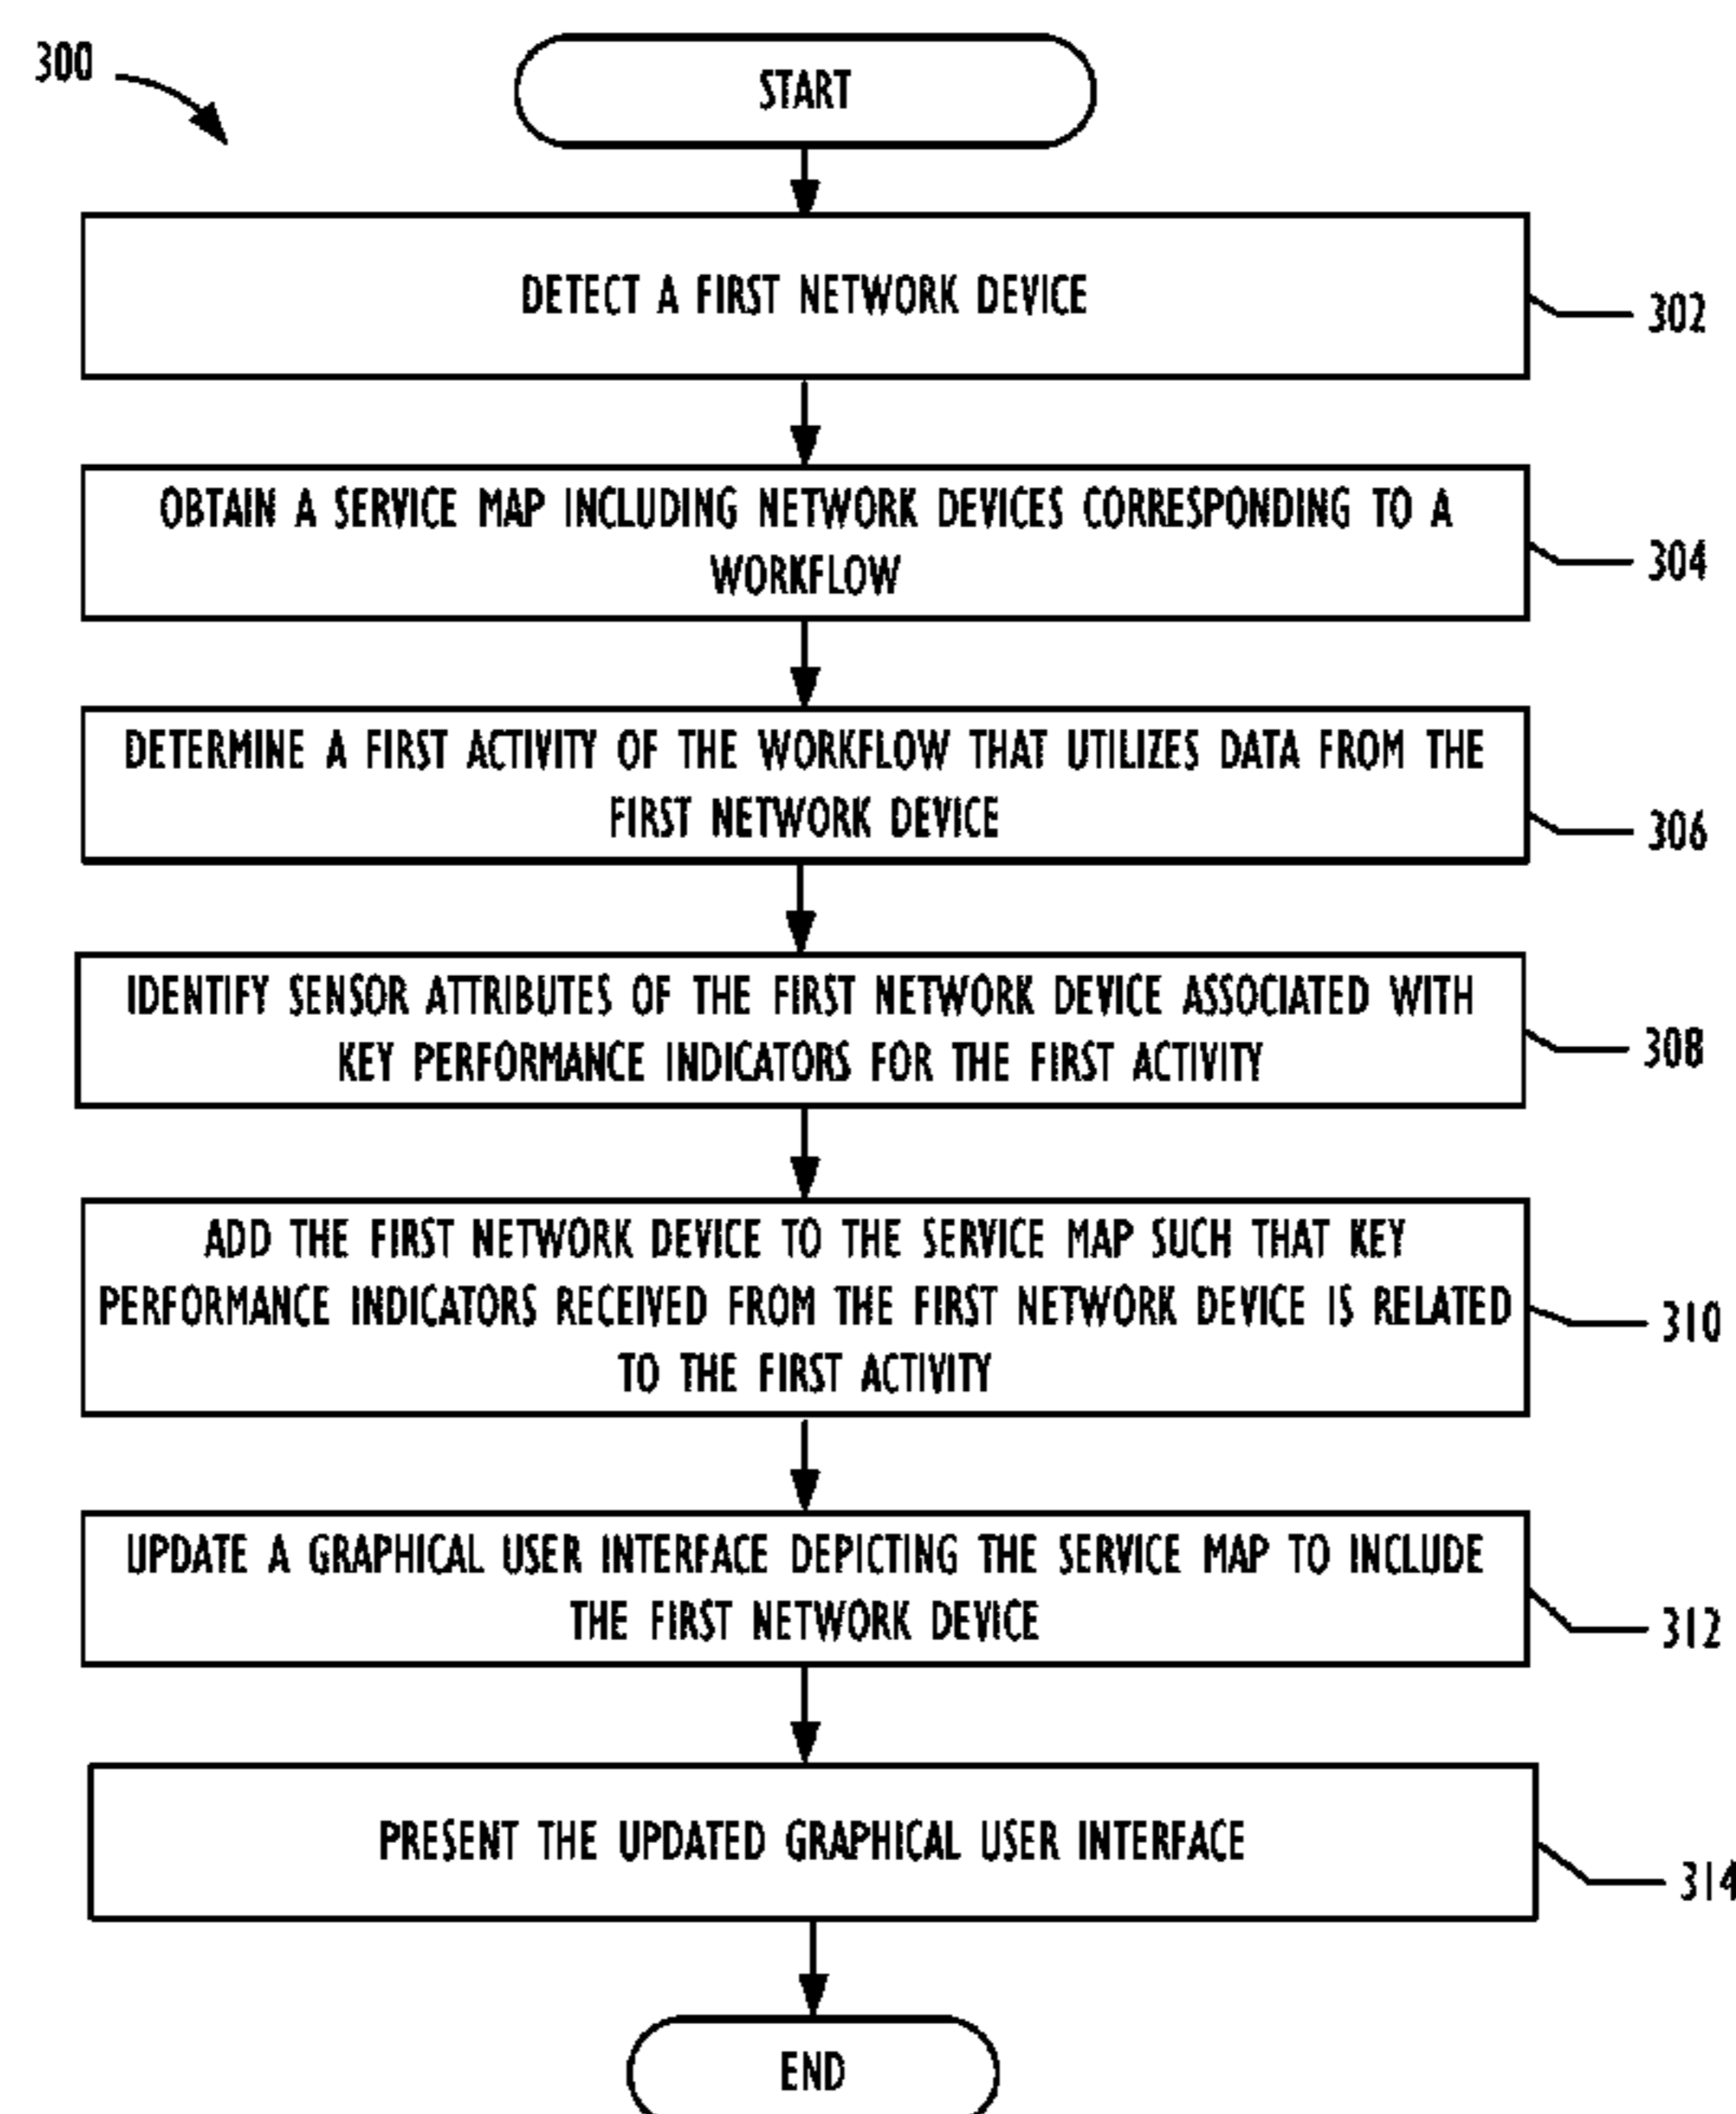 300
START
DETECT A FIRST NETWORK DEVICE
302
OBTAIN A SERVICE MAP INCLUDING NETWORK DEVICES CORRESPONDING TO A
WORKFLOW
304
DETERMINE A FIRST ACTIVITY OF THE WORKFLOW THAT UTILIZES DATA FROM THE
FIRST NETWORK DEVICE
306
IDENTIFY SENSOR ATTRIBUTES OF THE FIRST NETWORK DEVICE ASSOCIATED WITH
KEY PERFORMANCE INDICATORS FOR THE FIRST ACTIVITY
308
ADD THE FIRST NETWORK DEVICE TO THE SERVICE MAP SUCH THAT KEY
PERFORMANCE INDICATORS RECEIVED FROM THE FIRST NETWORK DEVICE IS RELATED
TO THE FIRST ACTIVITY
310
UPDATE A GRAPHICAL USER INTERFACE DEPICTING THE SERVICE MAP TO INCLUDE
THE FIRST NETWORK DEVICE
312
PRESENT THE UPDATED GRAPHICAL USER INTERFACE
314
END